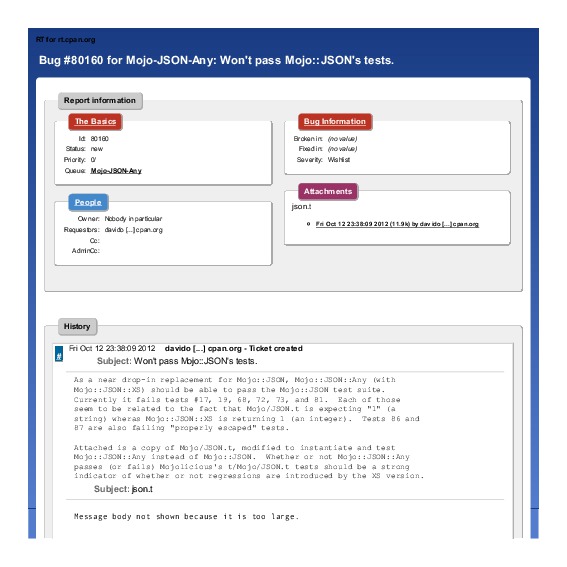 RT for rt.cpan.org
Bug #80160 for Mojo-JSON-Any: Won't pass Mojo::JSON's tests.
Report information
The Basics
Id: 80160
Status: new
Priority: 0/
Queue: Mojo-JSON-Any
People
Owner: Nobody in particular
Requestors: davido [...] cpan.org
Cc:
AdminCc:
Bug Information
Broken in: (no value)
Fixed in: (no value)
Severity: Wishlist
Attachments
json.t
Fri Oct 12 23:38:09 2012 (11.9k) by davido [...] cpan.org
History
# Fri Oct 12 23:38:09 2012 davido [...] cpan.org - Ticket created
Subject: Won't pass Mojo::JSON's tests.
As a near drop-in replacement for Mojo::JSON, Mojo::JSON::Any (with
Mojo::JSON::XS) should be able to pass the Mojo::JSON test suite.
Currently it fails tests #17, 19, 68, 72, 73, and 81.  Each of those
seem to be related to the fact that Mojo/JSON.t is expecting "1" (a
string) wheras Mojo::JSON::XS is returning 1 (an integer).  Tests 86 and
87 are also failing "properly escaped" tests.
Attached is a copy of Mojo/JSON.t, modified to instantiate and test
Mojo::JSON::Any instead of Mojo::JSON.  Whether or not Mojo::JSON::Any
passes (or fails) Mojolicious's t/Mojo/JSON.t tests should be a strong
indicator of whether or not regressions are introduced by the XS version.
Subject: json.t
Message body not shown because it is too large.